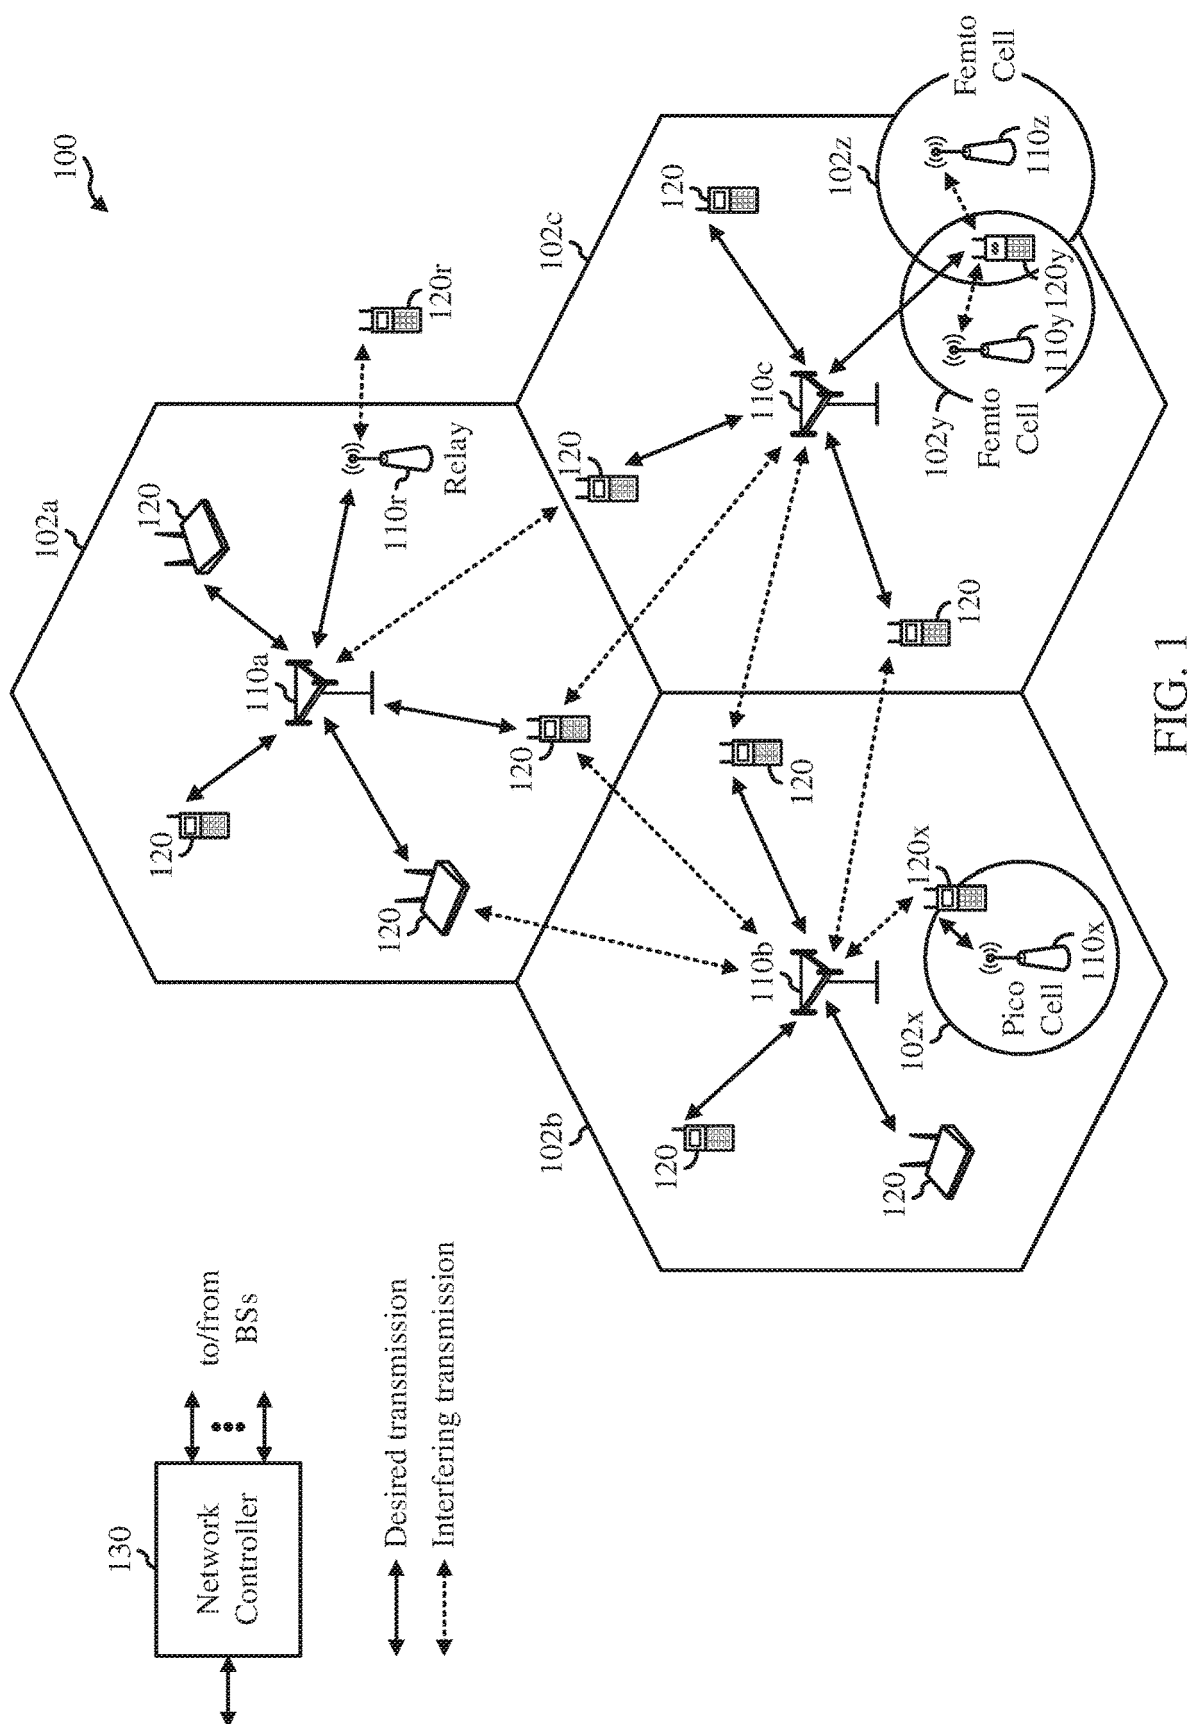 100
130
Network
Controller
to/from
BSs
Desired transmission
Interfering transmission
102a
120
120
110a
120
120
110r
Relay
120r
102b
120
110b
120
120
120x
102x
Pico
Cell
110x
102c
120
120
110c
120
102y
Femto
Cell
110y
120y
102z
110z
Femto
Cell
120
FIG. 1